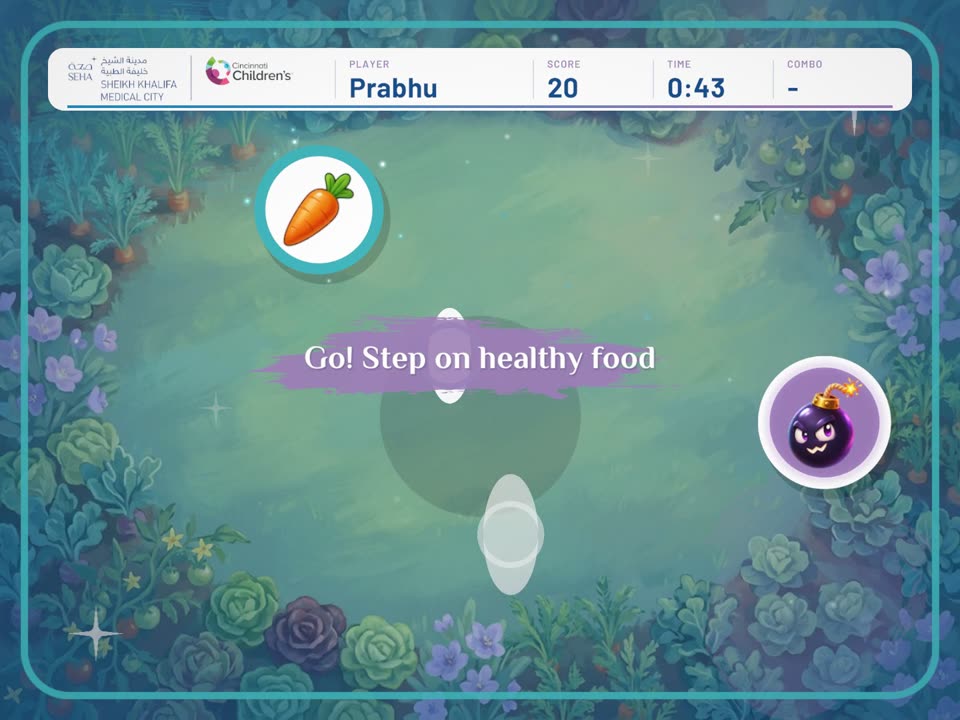 صحة
SEHA
مدينة الشيخ
خليفة الطبية
SHEIKH KHALIFA
MEDICAL CITY
Cincinnati
Children's
PLAYER
Prabhu
SCORE
20
TIME
0:43
COMBO
-
Go! Step on healthy food